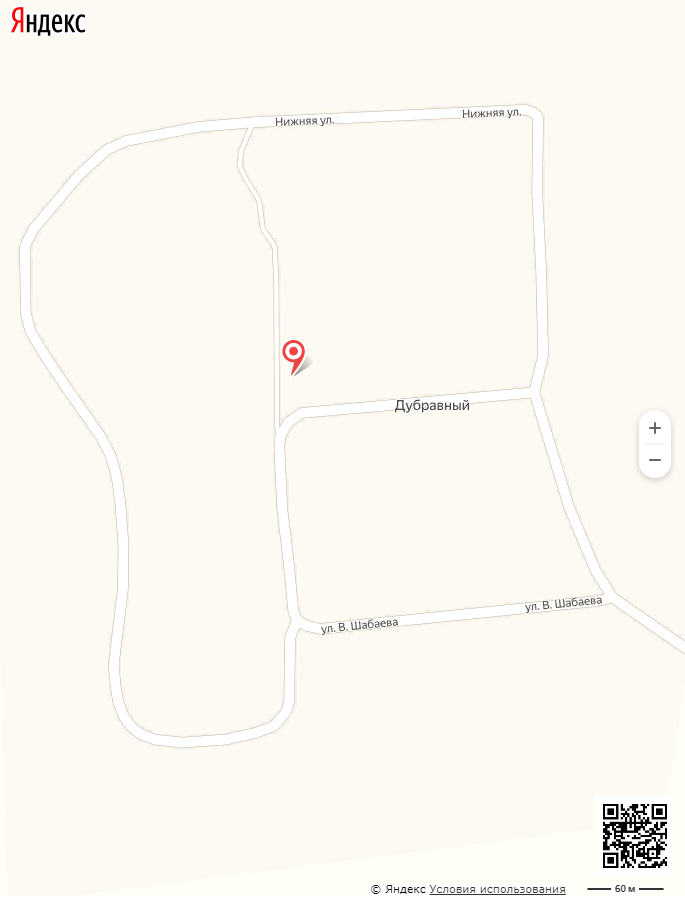 Яндекс
Нижняя ул.
Нижняя ул.
Дубравный
+
ул. В. Шабаева
ул. В. Шабаева
−
© Яндекс Условия использования
60 м